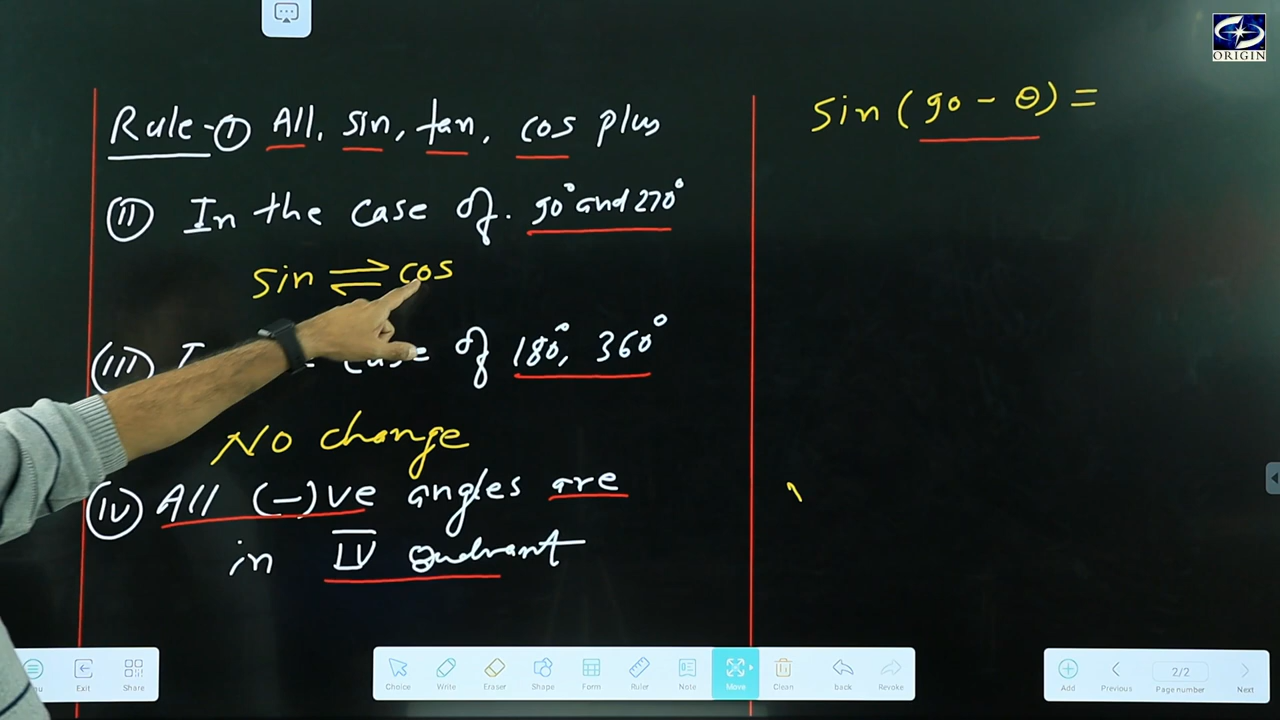 ORIGIN
Rule-① All, sin, tan, cos plus
Ⓘ In the case of. 90° and 270°
sin ⇌ cos
(III) I case of 180°, 360°
No change
(IV) All (-)ve angles are
in IV Quadrant
Sin (90 - θ) =
Exit
Share
Choice
Write
Eraser
Shape
Form
Ruler
Note
Move
Clean
back
Revoke
Add
Previous
2/2
Page number
Next